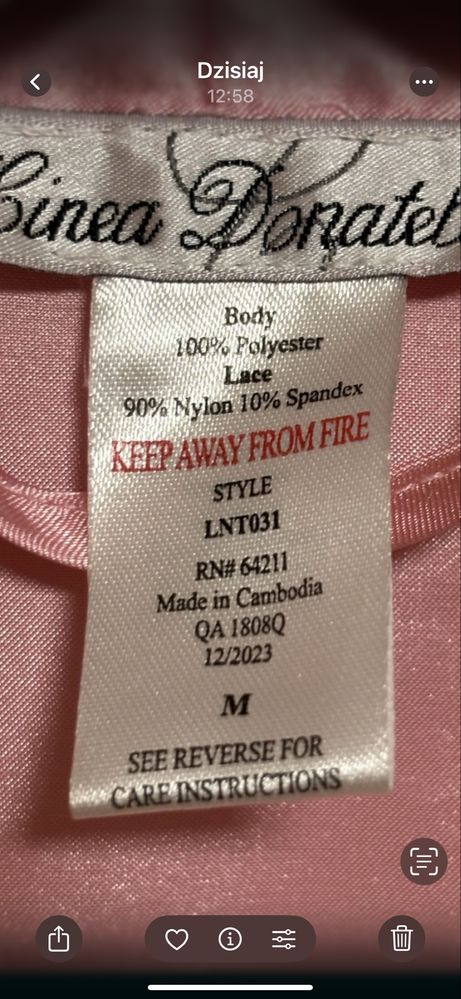 Dzisiaj
12:58
Linea Donatel
Body
100% Polyester
Lace
90% Nylon 10% Spandex
KEEP AWAY FROM FIRE
STYLE
LNT031
RN# 64211
Made in Cambodia
QA 1808Q
12/2023
M
SEE REVERSE FOR
CARE INSTRUCTIONS